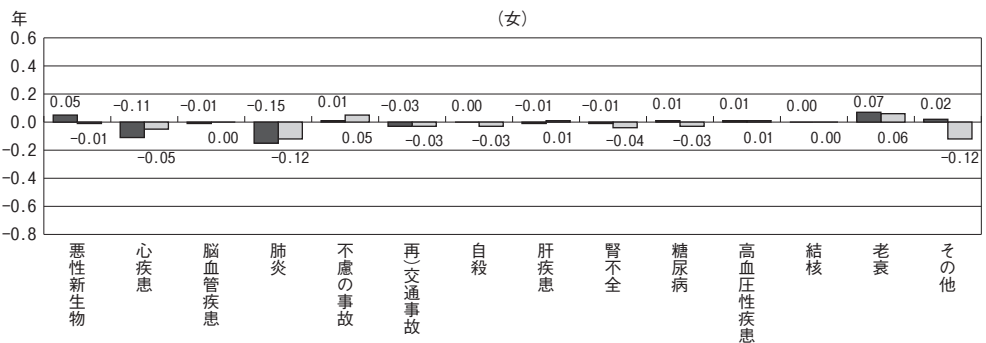 年
(女)
0.6
0.4
0.2
0.0
-0.2
-0.4
-0.6
-0.8
0.05 -0.11 -0.01 -0.15 0.01 -0.03 0.00 -0.01 -0.01 0.01 0.01 0.00 0.07 0.02
-0.01 -0.05 0.00 -0.12 0.05 -0.03 -0.03 0.01 -0.04 -0.03 0.01 0.00 0.06 -0.12
悪性新生物
心疾患
脳血管疾患
肺炎
不慮の事故
再)交通事故
自殺
肝疾患
腎不全
糖尿病
高血圧性疾患
結核
老衰
その他